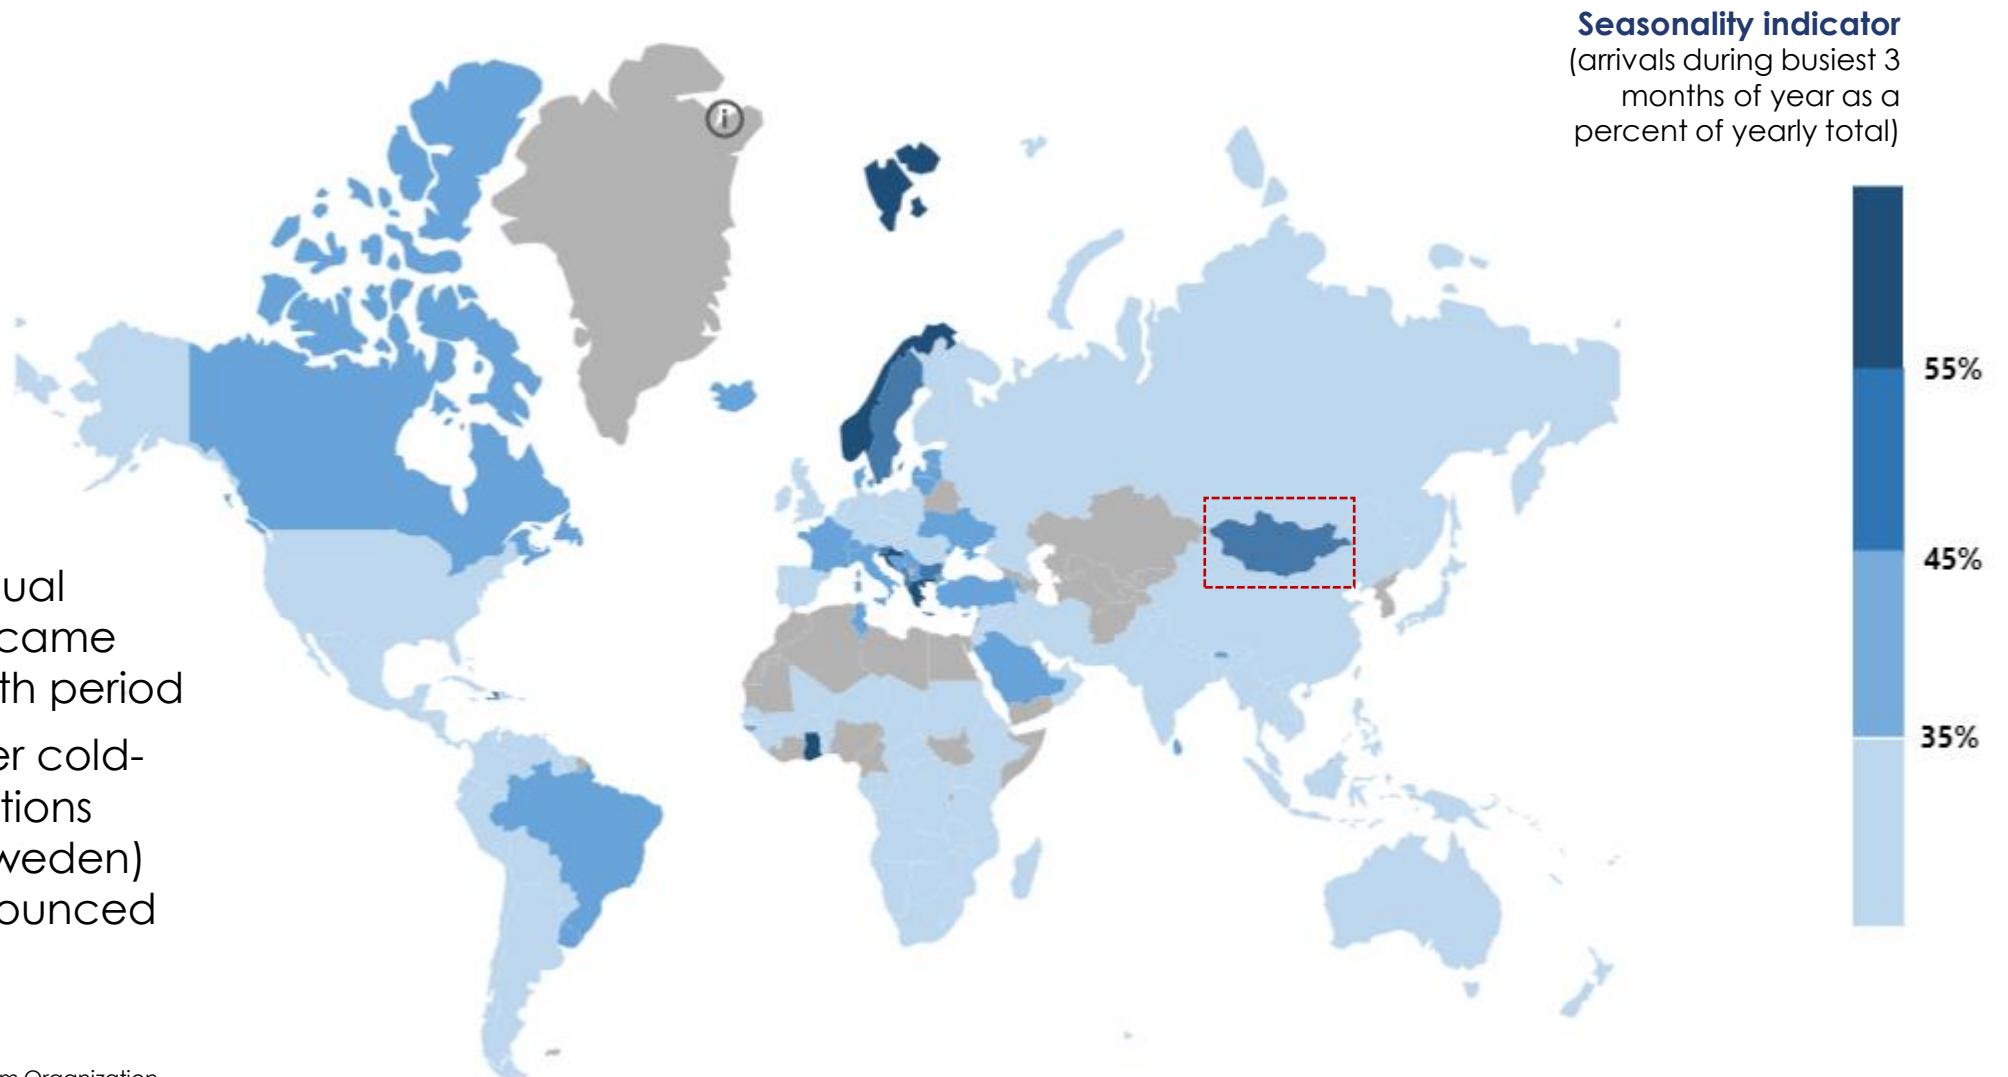 Seasonality indicator
(arrivals during busiest 3
months of year as a
percent of yearly total)
i
55%
45%
35%
ual
came
th period
er cold-
tions
weden)
ounced
m Organization